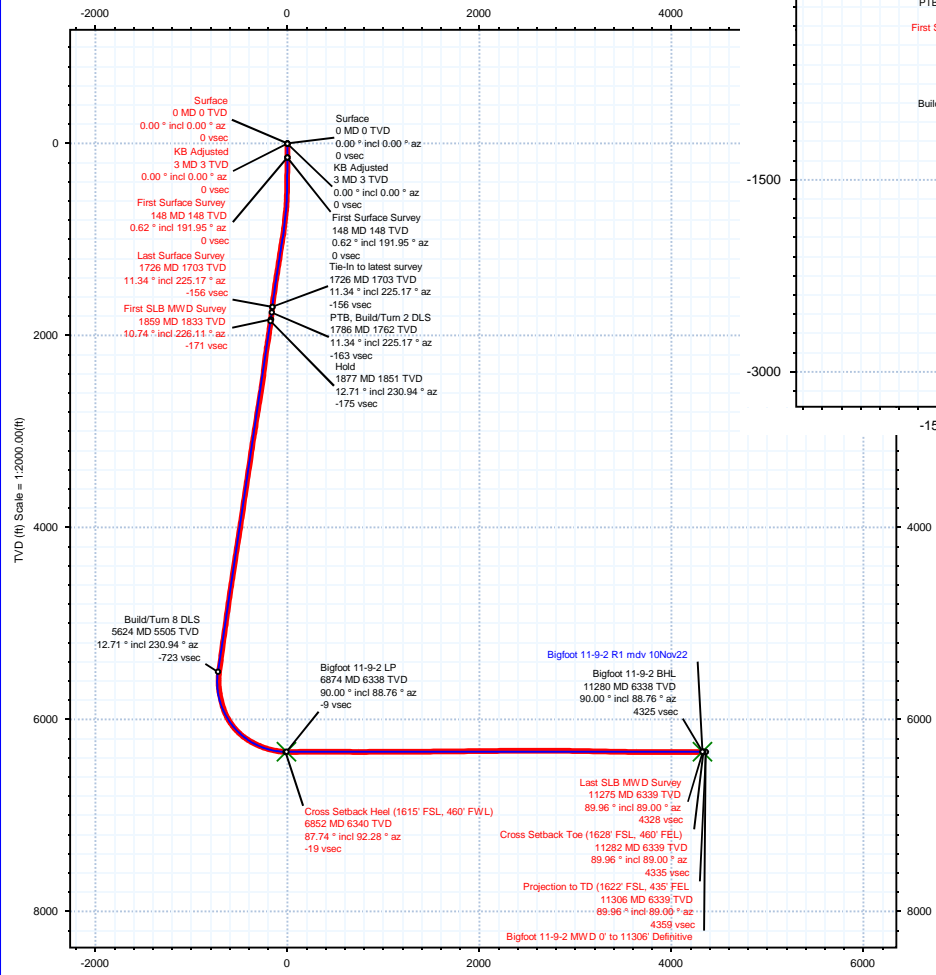 -2000
0
2000
4000
Surface
0 MD 0 TVD
0.00 ° incl 0.00 ° az
0 vsec
KB Adjusted
3 MD 3 TVD
0.00 ° incl 0.00 ° az
0 vsec
First Surface Survey
148 MD 148 TVD
0.62 ° incl 191.95 ° az
0 vsec
Last Surface Survey
1726 MD 1703 TVD
11.34 ° incl 225.17 ° az
-156 vsec
First SLB MWD Survey
1859 MD 1833 TVD
10.74 ° incl 226.11 ° az
-171 vsec
Surface
0 MD 0 TVD
0.00 ° incl 0.00 ° az
0 vsec
KB Adjusted
3 MD 3 TVD
0.00 ° incl 0.00 ° az
0 vsec
First Surface Survey
148 MD 148 TVD
0.62 ° incl 191.95 ° az
0 vsec
Tie-In to latest survey
1726 MD 1703 TVD
11.34 ° incl 225.17 ° az
-156 vsec
PTB, Build/Turn 2 DLS
1786 MD 1762 TVD
11.34 ° incl 225.17 ° az
-163 vsec
Hold
1877 MD 1851 TVD
12.71 ° incl 230.94 ° az
-175 vsec
0
2000
4000
6000
8000
TVD (ft) Scale = 1:2000.00(ft)
Build/Turn 8 DLS
5624 MD 5505 TVD
12.71 ° incl 230.94 ° az
-723 vsec
Bigfoot 11-9-2 LP
6874 MD 6338 TVD
90.00 ° incl 88.76 ° az
-9 vsec
Cross Setback Heel (1615' FSL, 460' FWL)
6852 MD 6340 TVD
87.74 ° incl 92.28 ° az
-19 vsec
Bigfoot 11-9-2 R1 mdv 10Nov22
Bigfoot 11-9-2 BHL
11280 MD 6338 TVD
90.00 ° incl 88.76 ° az
4325 vsec
Last SLB MWD Survey
11275 MD 6339 TVD
89.96 ° incl 89.00 ° az
4328 vsec
Cross Setback Toe (1628' FSL, 460' FEL)
11282 MD 6339 TVD
89.96 ° incl 89.00 ° az
4335 vsec
Projection to TD (1622' FSL, 435' FEL
11306 MD 6339 TVD
89.96 ° incl 89.00 ° az
4359 vsec
Bigfoot 11-9-2 MWD 0' to 11306' Definitive
4000
6000
8000
-2000
0
2000
4000
6000
PTB
First S
Build
-1500
-3000
-15